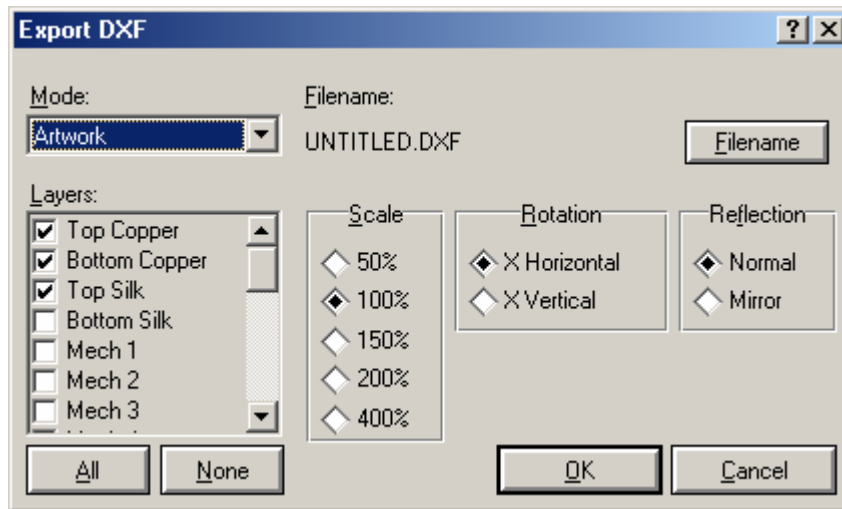 Export DXF
Mode:
Artwork
Filename:
UNTITLED.DXF
Filename
Layers:
Top Copper
Bottom Copper
Top Silk
Bottom Silk
Mech 1
Mech 2
Mech 3
All
None
Scale
50%
100%
150%
200%
400%
Rotation
X Horizontal
X Vertical
Reflection
Normal
Mirror
OK
Cancel